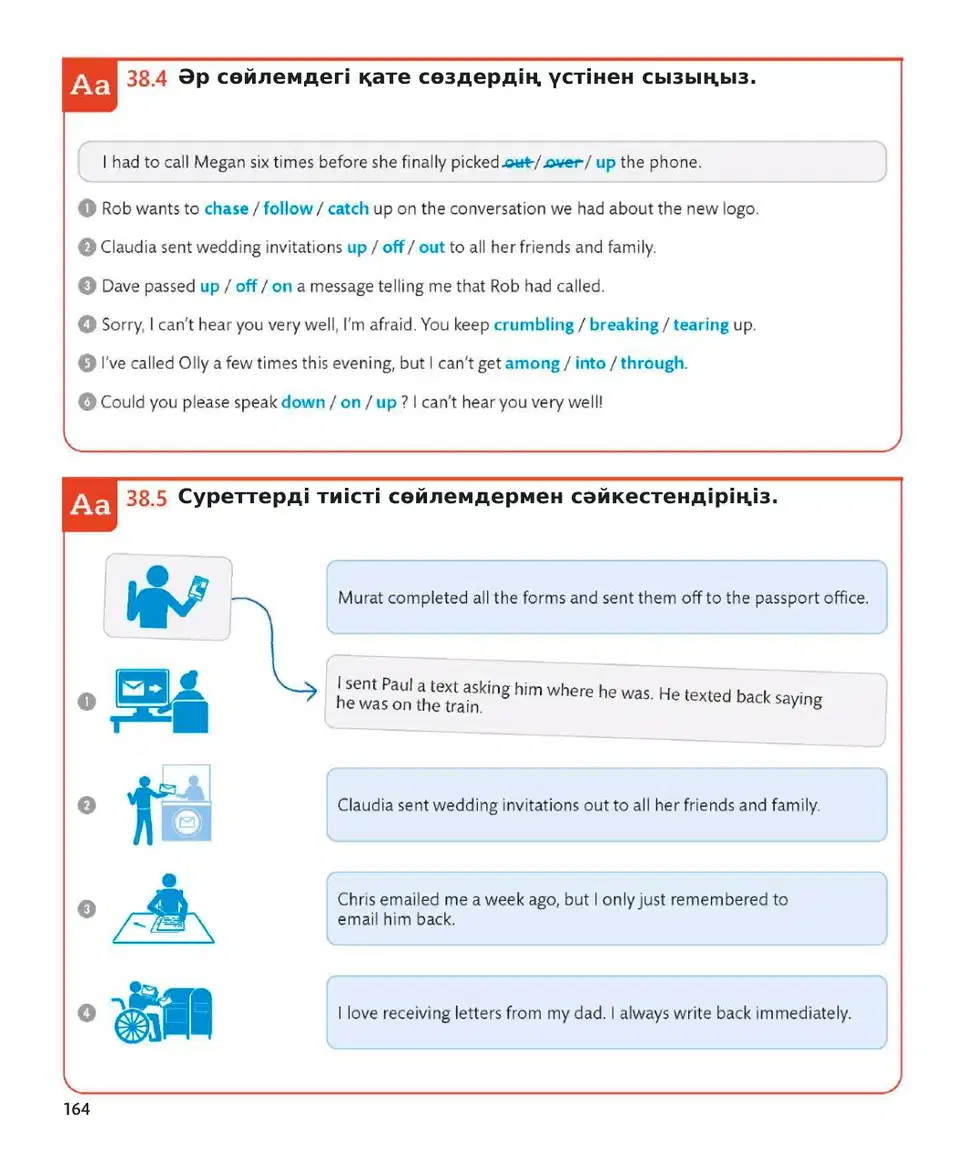 Aa 38.4 Әр сөйлемдегі қате сөздердің үстінен сызыңыз.
I had to call Megan six times before she finally picked out / over / up the phone.
1 Rob wants to chase / follow / catch up on the conversation we had about the new logo.
2 Claudia sent wedding invitations up / off / out to all her friends and family.
3 Dave passed up / off / on a message telling me that Rob had called.
4 Sorry, I can't hear you very well, I'm afraid. You keep crumbling / breaking / tearing up.
5 I've called Olly a few times this evening, but I can't get among / into / through.
6 Could you please speak down / on / up ? I can't hear you very well!
Aa 38.5 Суреттерді тиісті сөйлемдермен сәйкестендіріңіз.
Murat completed all the forms and sent them off to the passport office.
1
I sent Paul a text asking him where he was. He texted back saying
he was on the train.
2
Claudia sent wedding invitations out to all her friends and family.
3
Chris emailed me a week ago, but I only just remembered to
email him back.
4
I love receiving letters from my dad. I always write back immediately.
164